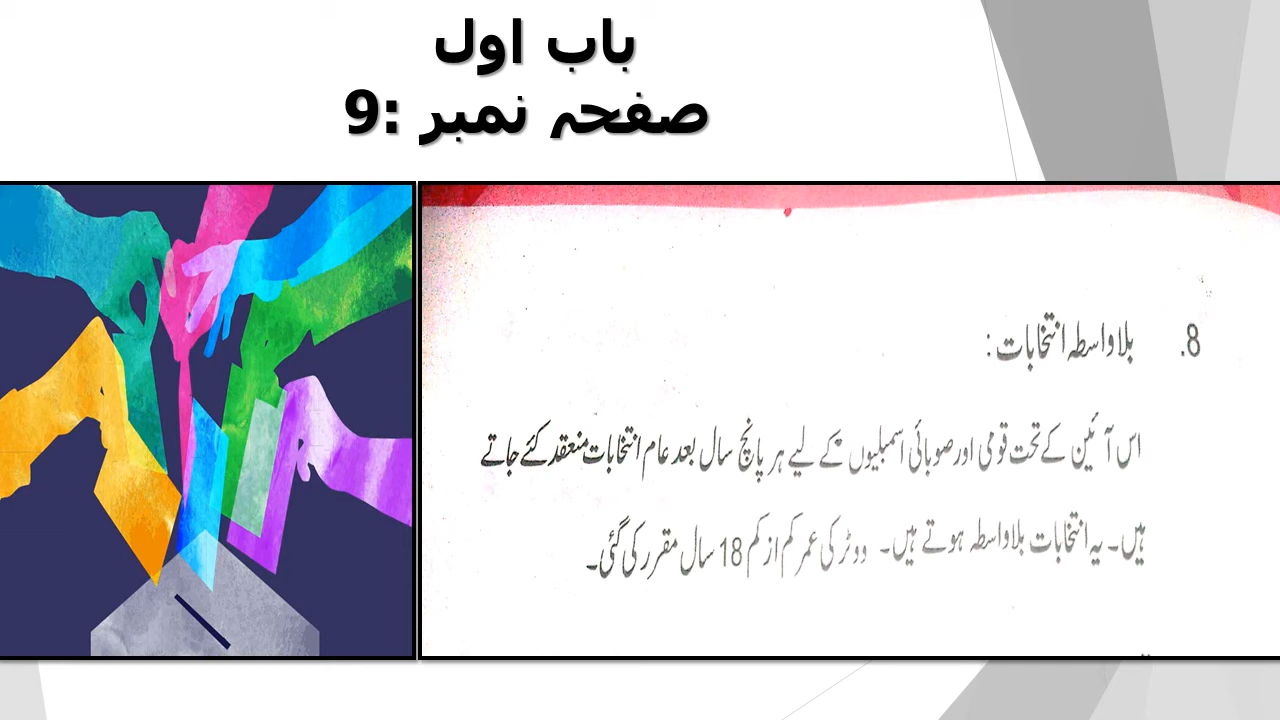 باب اول
صفحہ نمبر :9
8. بلاواسطہ انتخابات :
اس آئین کے تحت قومی اور صوبائی اسمبلیوں کے لیے ہر پانچ سال بعد عام انتخابات منعقد کئے جاتے
ہیں۔ یہ انتخابات بلاواسطہ ہوتے ہیں۔ ووٹر کی عمر کم از کم 18 سال مقرر کی گئی۔